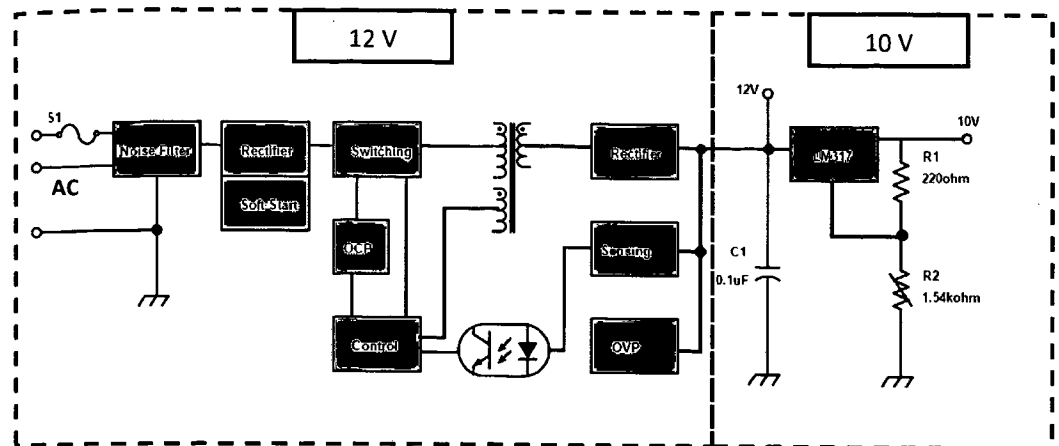 12 V
10 V
S1
AC
Noise Filter
Rectifier
Soft-Start
Switching
OCP
Control
Rectifier
Sensing
OVP
12V
LM317
10V
R1
220ohm
C1
0.1uF
R2
1.54kohm